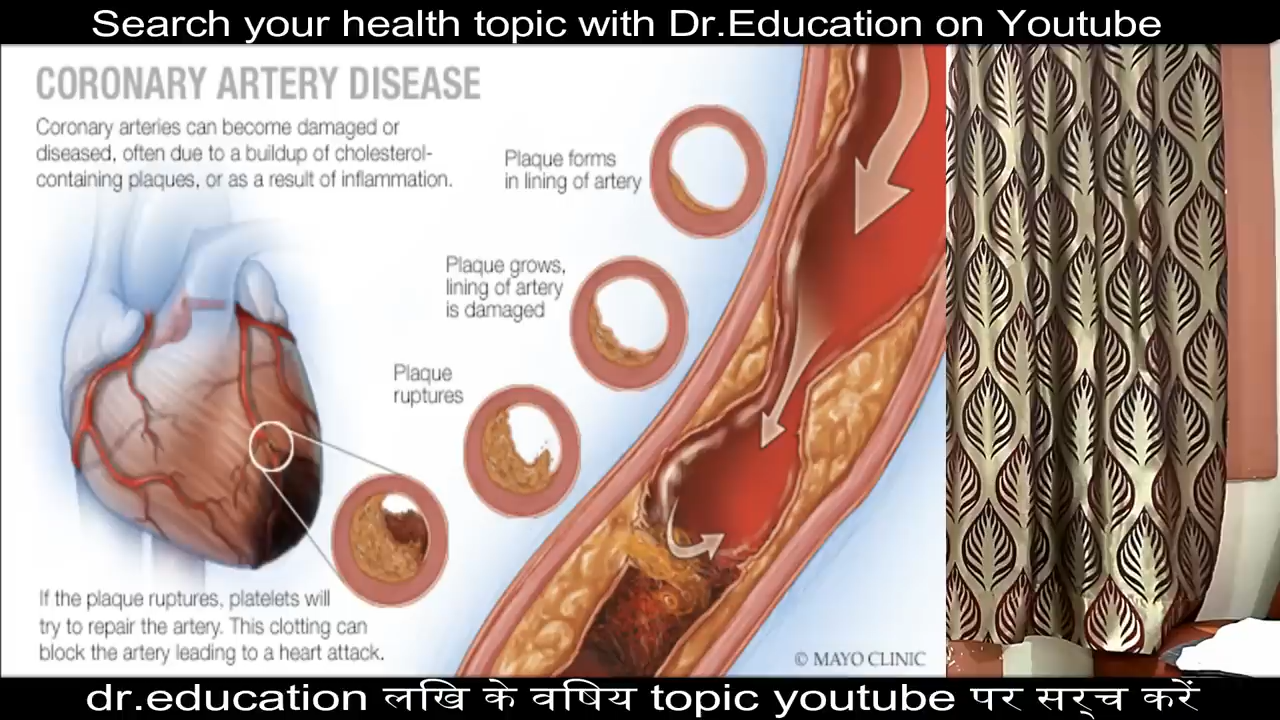 Search your health topic with Dr.Education on Youtube
CORONARY ARTERY DISEASE
Coronary arteries can become damaged or
diseased, often due to a buildup of cholesterol-
containing plaques, or as a result of inflammation.
Plaque forms
in lining of artery
Plaque grows,
lining of artery
is damaged
Plaque
ruptures
If the plaque ruptures, platelets will
try to repair the artery. This clotting can
block the artery leading to a heart attack.
© MAYO CLINIC
dr.education लखि के विषिय topic youtube पर सर्च करें